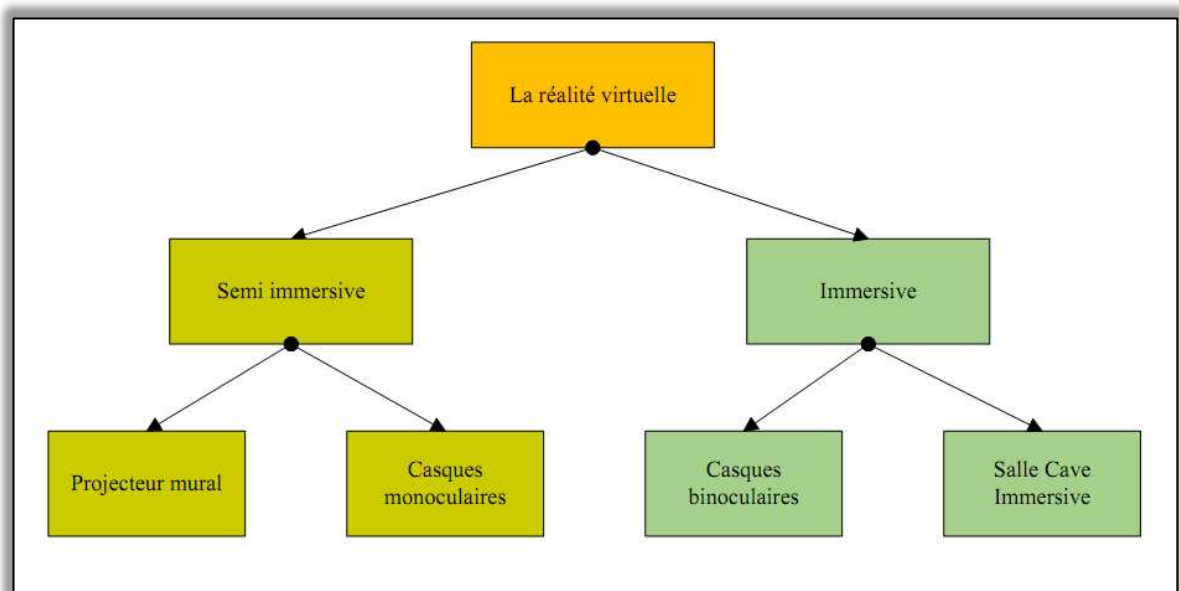 La réalité virtuelle
Semi immersive
Immersive
Projecteur mural
Casques
monoculaires
Casques
binoculaires
Salle Cave
Immersive